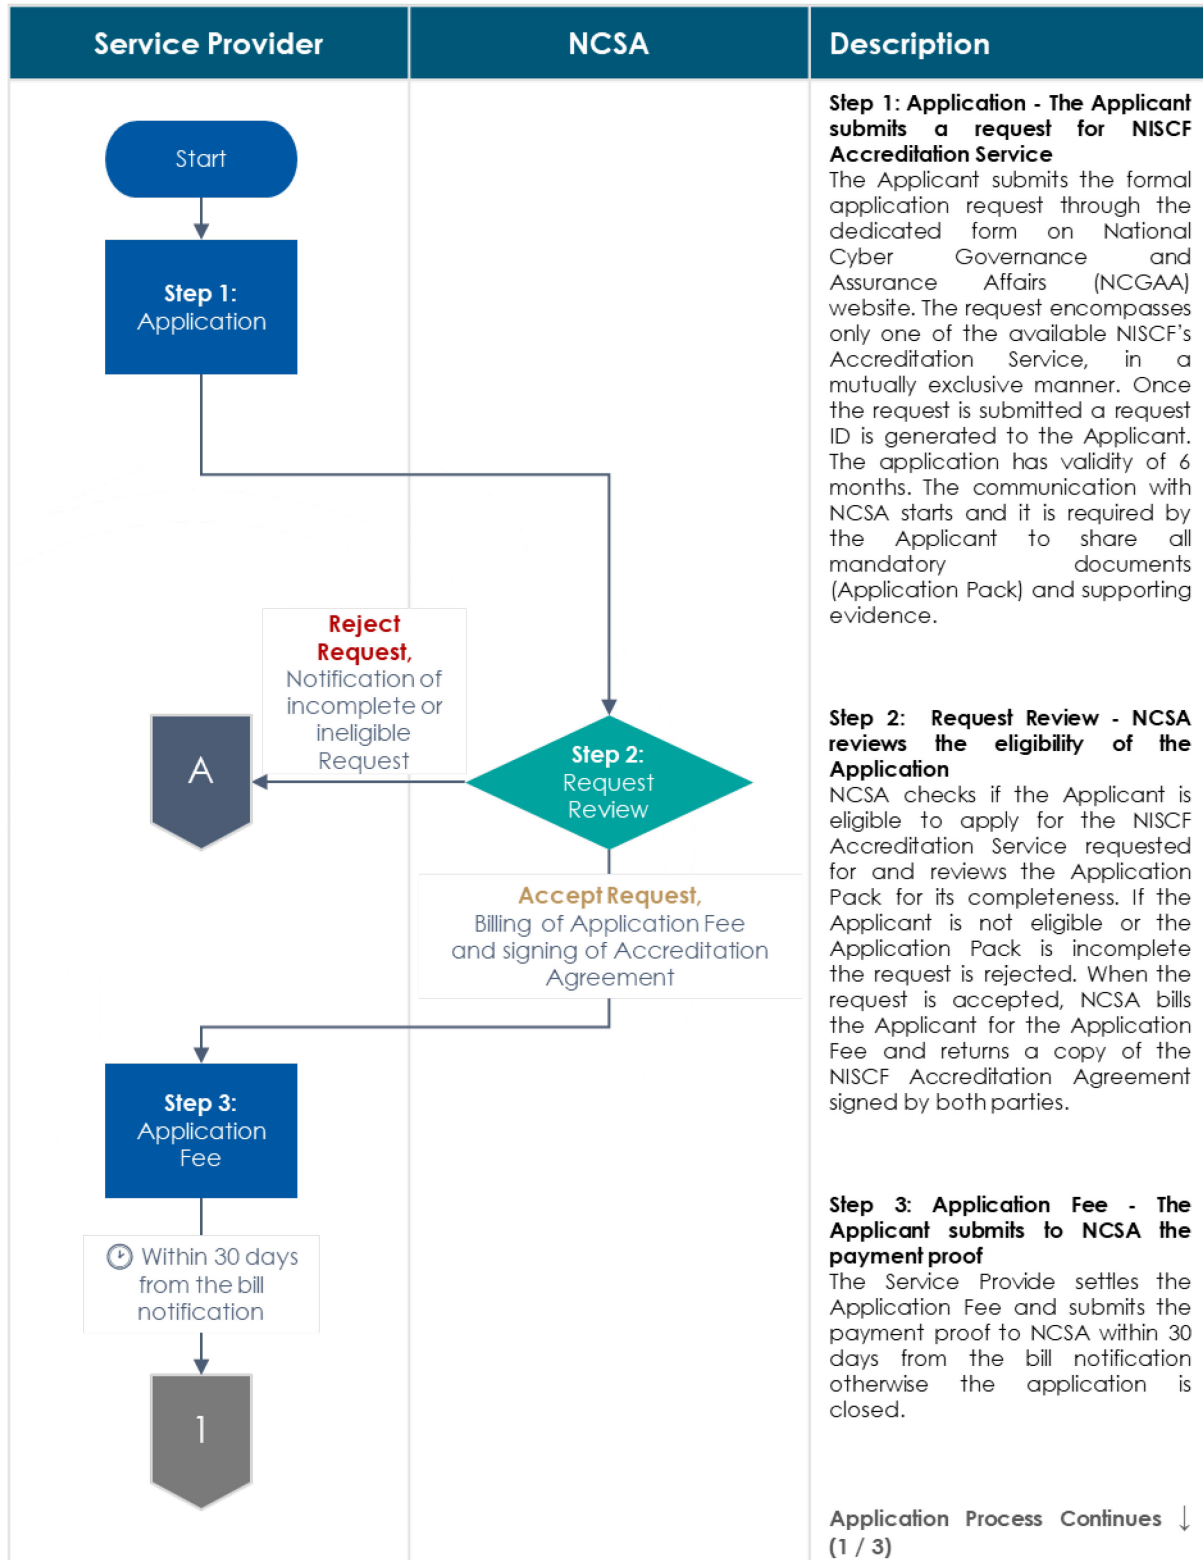 Service Provider
NCSA
Description
Start
Step 1:
Application
Reject
Request,
Notification of
incomplete or
ineligible
Request
A
Step 2:
Request
Review
Accept Request,
Billing of Application Fee
and signing of Accreditation
Agreement
Step 3:
Application
Fee
Within 30 days
from the bill
notification
1
Step 1: Application - The Applicant
submits a request for NISCF
Accreditation Service
The Applicant submits the formal
application request through the
dedicated form on National
Cyber Governance and
Assurance Affairs (NCGAA)
website. The request encompasses
only one of the available NISCF's
Accreditation Service, in a
mutually exclusive manner. Once
the request is submitted a request
ID is generated to the Applicant.
The application has validity of 6
months. The communication with
NCSA starts and it is required by
the Applicant to share all
mandatory documents
(Application Pack) and supporting
evidence.
Step 2: Request Review - NCSA
reviews the eligibility of the
Application
NCSA checks if the Applicant is
eligible to apply for the NISCF
Accreditation Service requested
for and reviews the Application
Pack for its completeness. If the
Applicant is not eligible or the
Application Pack is incomplete
the request is rejected. When the
request is accepted, NCSA bills
the Applicant for the Application
Fee and returns a copy of the
NISCF Accreditation Agreement
signed by both parties.
Step 3: Application Fee - The
Applicant submits to NCSA the
payment proof
The Service Provide settles the
Application Fee and submits the
payment proof to NCSA within 30
days from the bill notification
otherwise the application is
closed.
Application Process Continues ↓
(1 / 3)